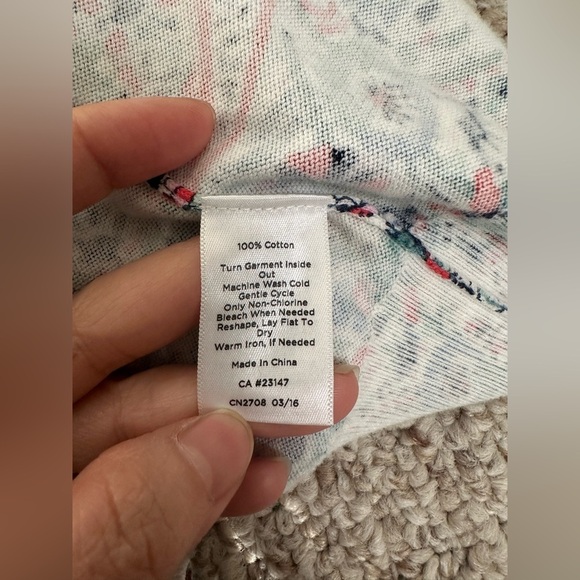 100% Cotton
Turn Garment Inside
Out
Machine Wash Cold
Gentle Cycle
Only Non-Chlorine
Bleach When Needed
Reshape, Lay Flat To
Dry
Warm Iron, If Needed
Made In China
CA #23147
CN2708 03/16